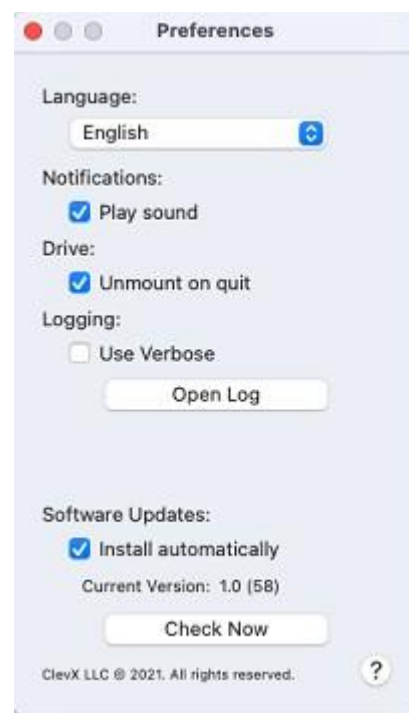 Preferences
Language:
English
Notifications:
Play sound
Drive:
Unmount on quit
Logging:
Use Verbose
Open Log
Software Updates:
Install automatically
Current Version: 1.0 (58)
Check Now
ClevX LLC © 2021. All rights reserved.
?